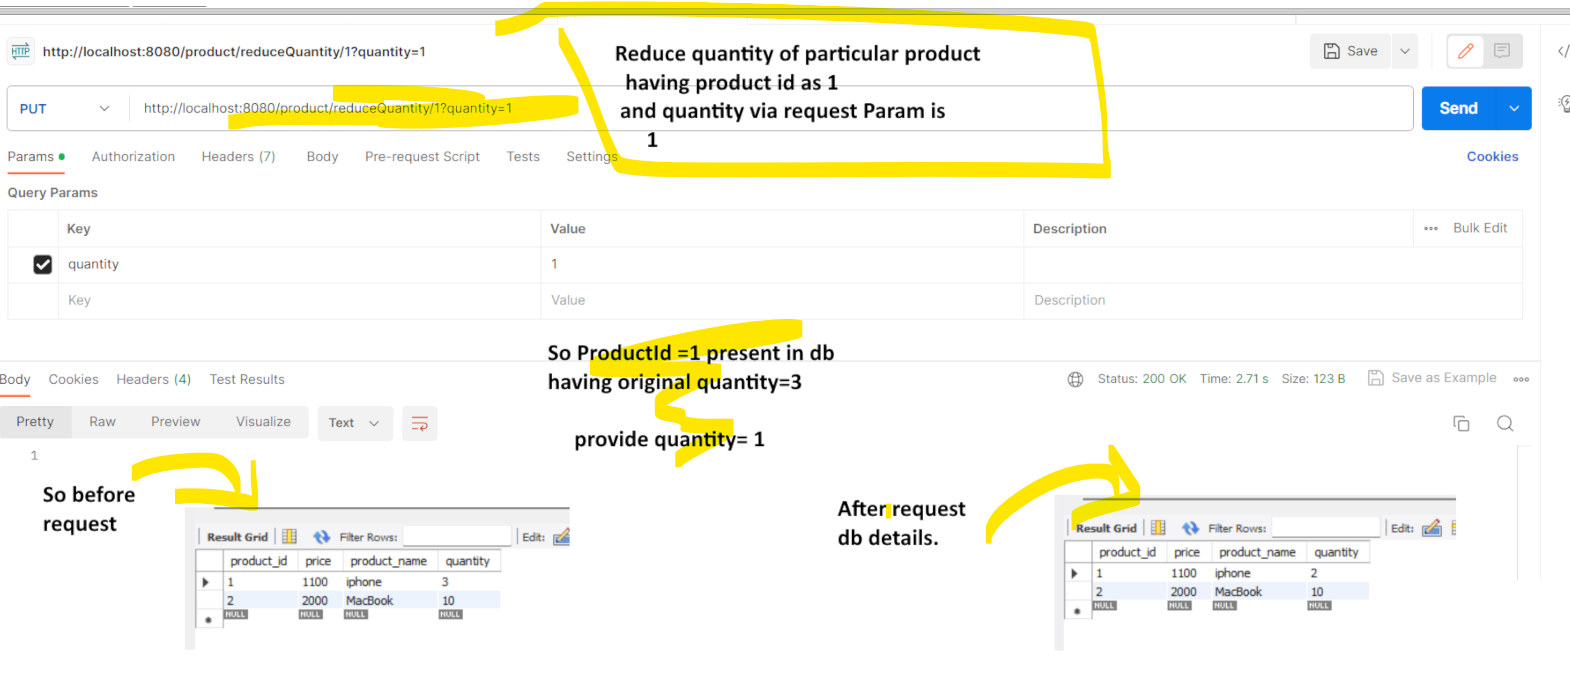 HTTP http://localhost:8080/product/reduceQuantity/1?quantity=1
Reduce quantity of particular product
having product id as 1
and quantity via request Param is
1
Save
PUT http://localhost:8080/product/reduceQuantity/1?quantity=1
Send
Params Authorization Headers (7) Body Pre-request Script Tests Settings
Cookies
Query Params
Key Value Description Bulk Edit
quantity 1
Key Value Description
So ProductId =1 present in db
having original quantity=3
provide quantity= 1
Body Cookies Headers (4) Test Results
Status: 200 OK Time: 2.71 s Size: 123 B Save as Example
Pretty Raw Preview Visualize Text
1
So before
request
Result Grid Filter Rows: Edit:
product_id price product_name quantity
1 1100 iphone 3
2 2000 MacBook 10
NULL NULL NULL NULL
After request
db details.
Result Grid Filter Rows: Edit:
product_id price product_name quantity
1 1100 iphone 2
2 2000 MacBook 10
NULL NULL NULL NULL